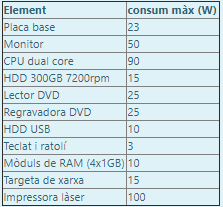 Element consum màx (W)
Placa base 23
Monitor 50
CPU dual core 90
HDD 300GB 7200rpm 15
Lector DVD 25
Regravadora DVD 25
HDD USB 10
Teclat i ratolí 3
Mòduls de RAM (4x1GB) 10
Targeta de xarxa 15
Impressora làser 100